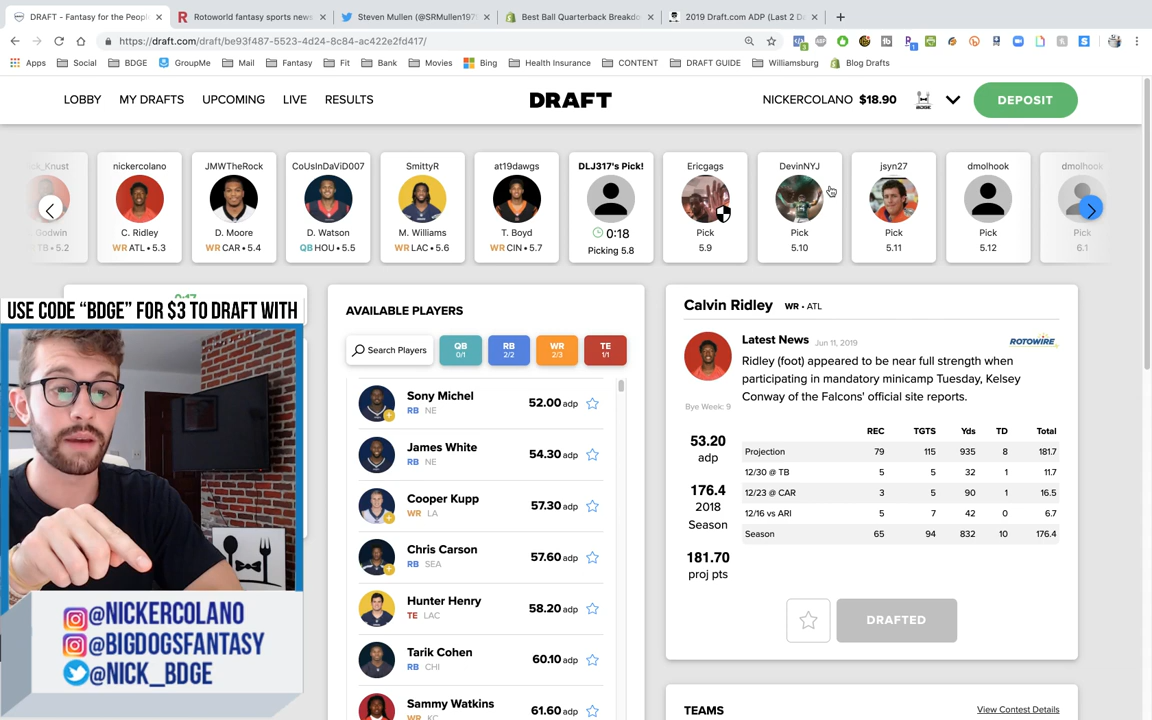 DRAFT - Fantasy for the Peopl
Rotoworld fantasy sports news
Steven Mullen (@SRMullen197
Best Ball Quarterback Breakdo
2019 Draft.com ADP (Last 2 Da
https://draft.com/draft/be93f487-5523-4d24-8c84-ac422e2fd417/
Apps Social BDGE GroupMe Mail Fantasy Fit Bank Movies Bing Health Insurance CONTENT DRAFT GUIDE Williamsburg Blog Drafts
LOBBY MY DRAFTS UPCOMING LIVE RESULTS DRAFT NICKERCOLANO $18.90 DEPOSIT
ck_Knust nickercolano JMWTheRock CoUsInDaViD007 SmittyR at19dawgs DLJ317's Pick! Ericgags DevinNYJ jsyn27 dmolhook dmolhook
Godwin C. Ridley D. Moore D. Watson M. Williams T. Boyd 0:18 Pick Pick Pick Pick Pick
TB • 5.2 WR ATL • 5.3 WR CAR • 5.4 QB HOU • 5.5 WR LAC • 5.6 WR CIN • 5.7 Picking 5.8 5.9 5.10 5.11 5.12 6.1
USE CODE "BDGE" FOR $3 TO DRAFT WITH
@NICKERCOLANO
@BIGDOGSFANTASY
@NICK_BDGE
AVAILABLE PLAYERS
Search Players
QB 0/1
RB 2/2
WR 2/3
TE 1/1
Sony Michel 52.00 adp
RB NE
James White 54.30 adp
RB NE
Cooper Kupp 57.30 adp
WR LA
Chris Carson 57.60 adp
RB SEA
Hunter Henry 58.20 adp
TE LAC
Tarik Cohen 60.10 adp
RB CHI
Sammy Watkins 61.60 adp
WR KC
Calvin Ridley WR • ATL
Latest News Jun 11, 2019 ROTOWIRE
Ridley (foot) appeared to be near full strength when
participating in mandatory minicamp Tuesday, Kelsey
Conway of the Falcons' official site reports.
Bye Week: 9
53.20
adp
176.4
2018
Season
181.70
proj pts
REC TGTS Yds TD Total
Projection 79 115 935 8 181.7
12/30 @ TB 5 5 32 1 11.7
12/23 @ CAR 3 5 90 1 16.5
12/16 vs ARI 5 7 42 0 6.7
Season 65 94 832 10 176.4
DRAFTED
TEAMS View Contest Details